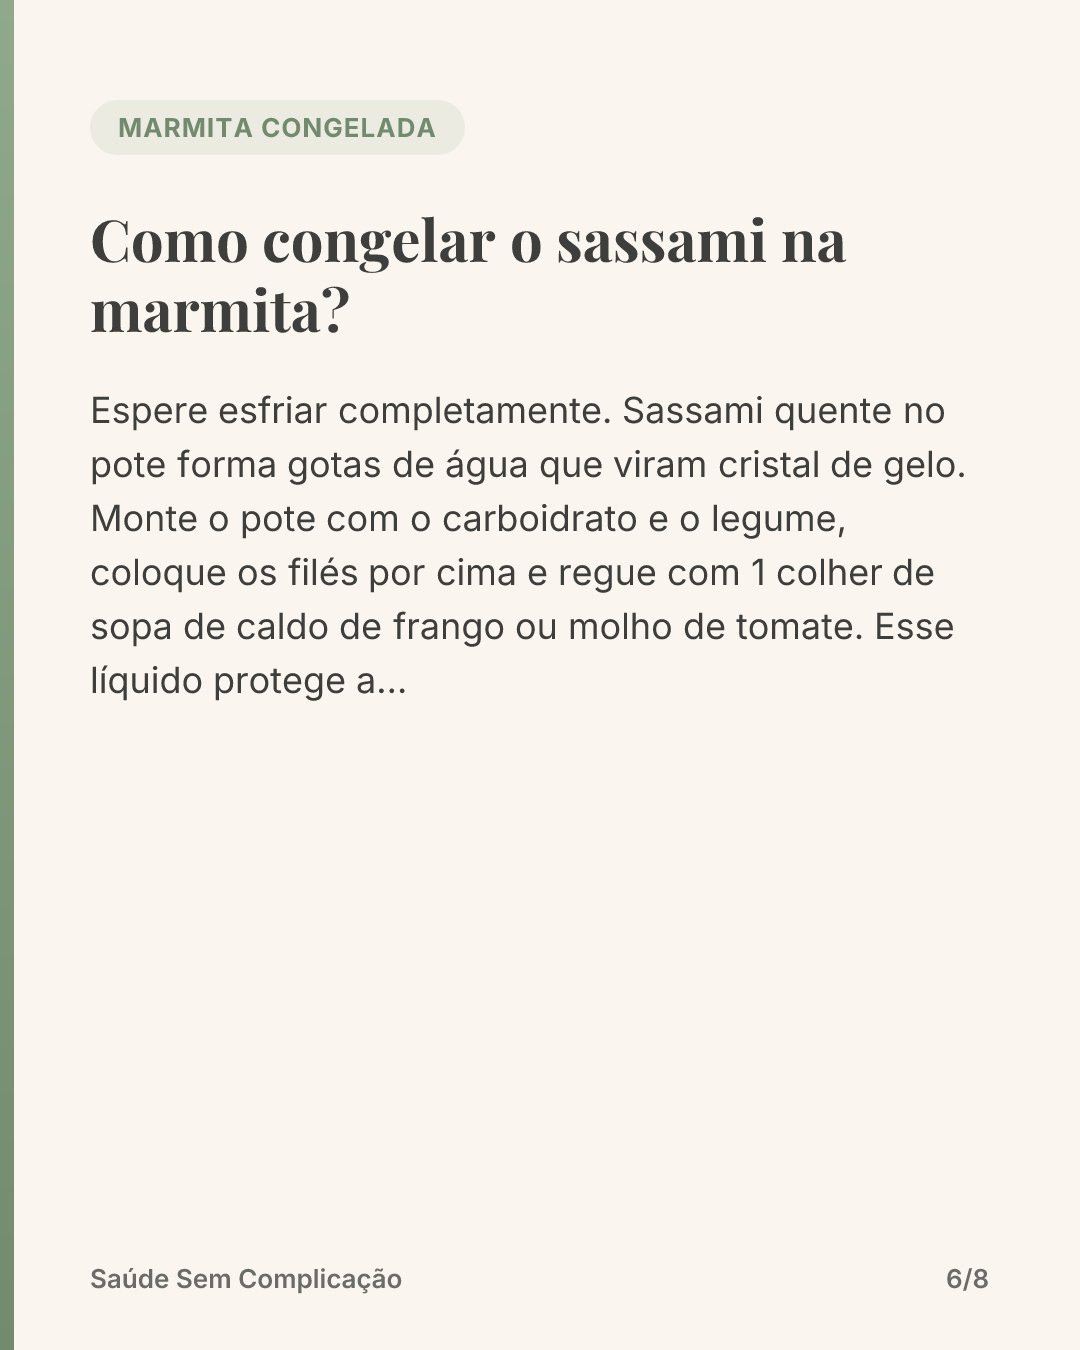 MARMITA CONGELADA
Como congelar o sassami na
marmita?
Espere esfriar completamente. Sassami quente no
pote forma gotas de água que viram cristal de gelo.
Monte o pote com o carboidrato e o legume,
coloque os filés por cima e regue com 1 colher de
sopa de caldo de frango ou molho de tomate. Esse
líquido protege a...
Saúde Sem Complicação
6/8